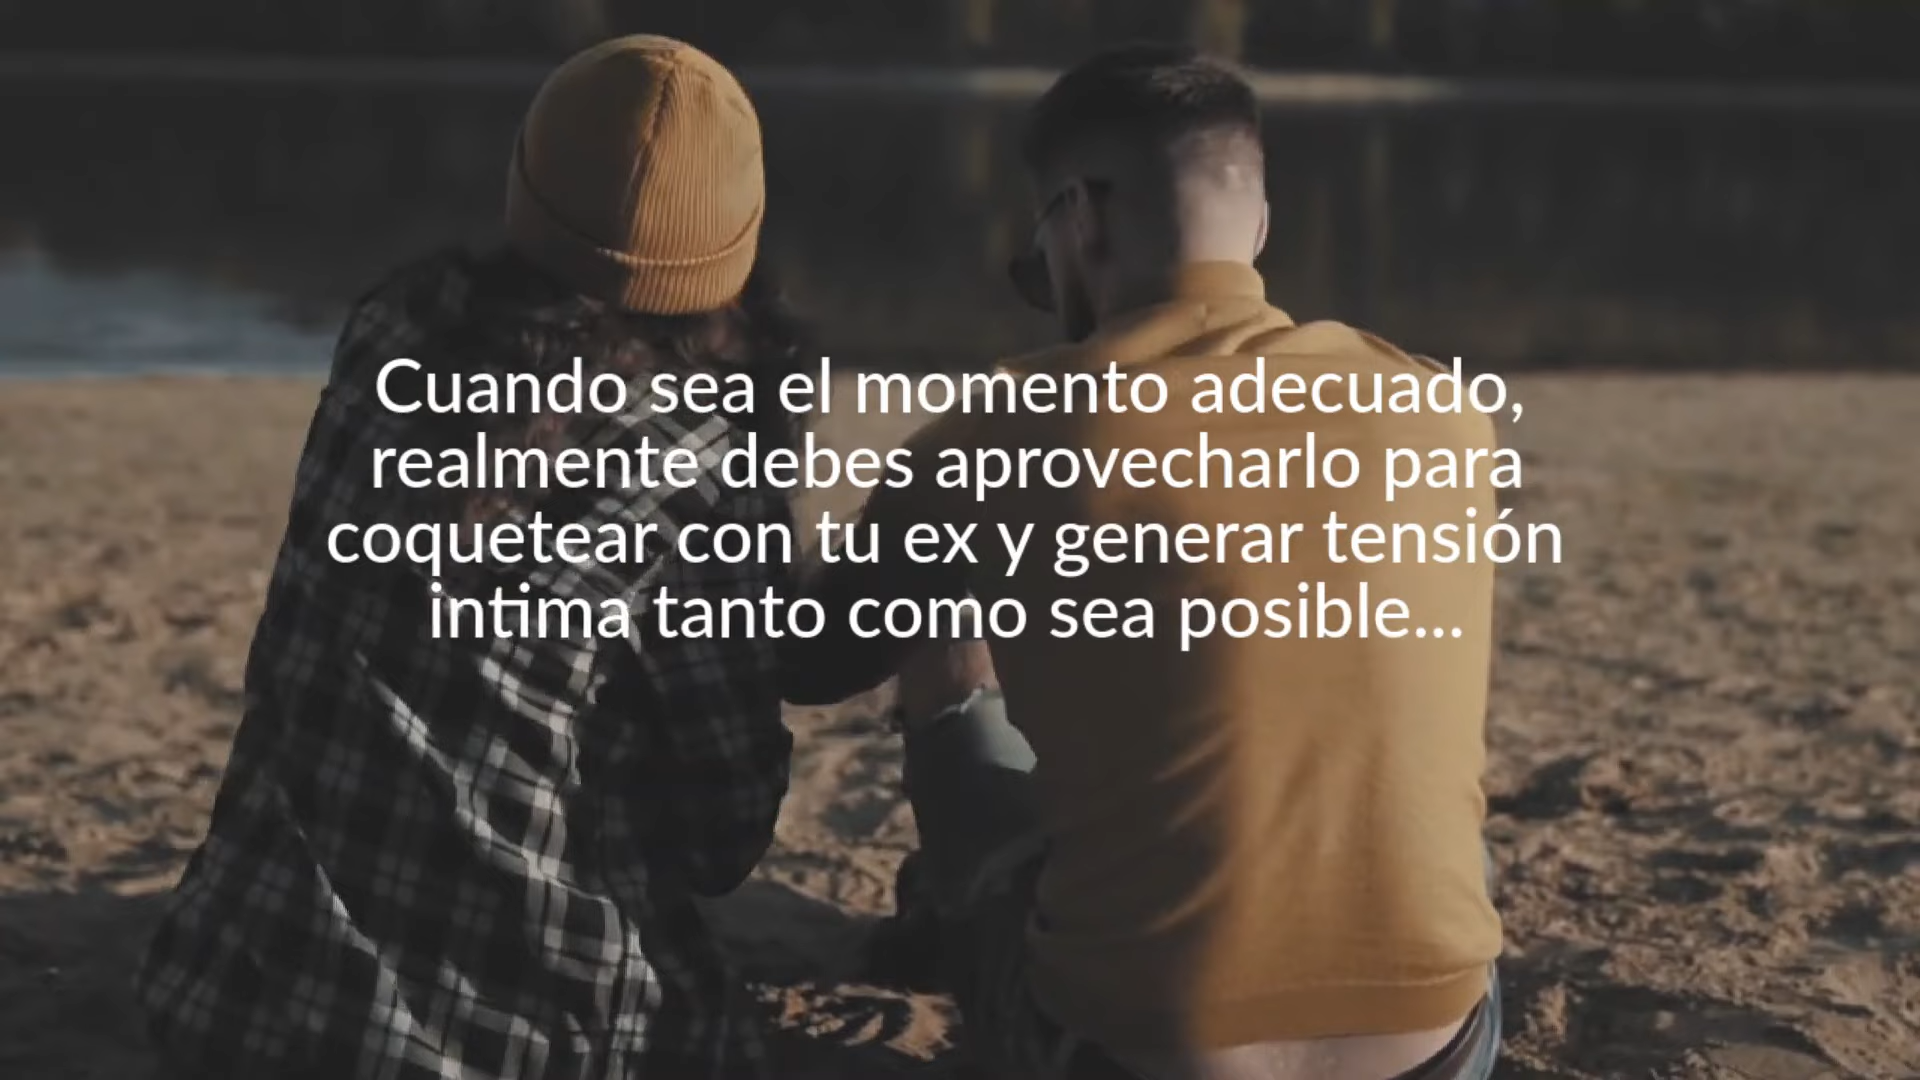 Cuando sea el momento adecuado,
realmente debes aprovecharlo para
coquetear con tu ex y generar tensión
intima tanto como sea posible...